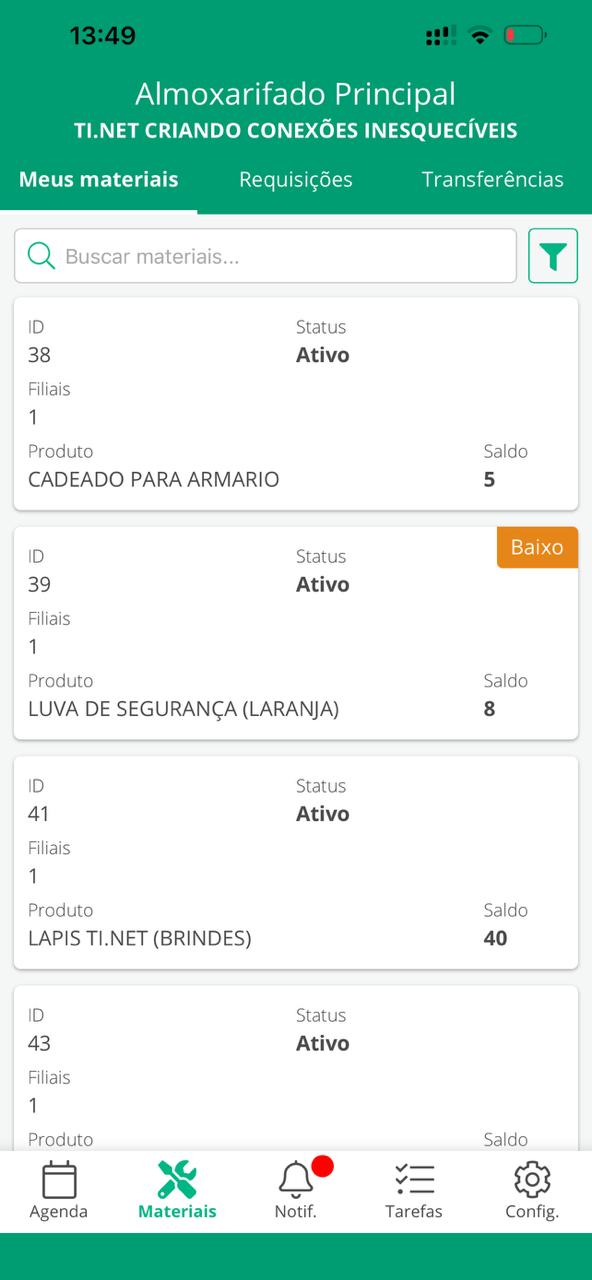 13:49
Almoxarifado Principal
TI.NET CRIANDO CONEXÕES INESQUECÍVEIS
Meus materiais Requisições Transferências
Buscar materiais...
ID Status
38 Ativo
Filiais
1
Produto Saldo
CADEADO PARA ARMARIO 5
Baixo
ID Status
39 Ativo
Filiais
1
Produto Saldo
LUVA DE SEGURANÇA (LARANJA) 8
ID Status
41 Ativo
Filiais
1
Produto Saldo
LAPIS TI.NET (BRINDES) 40
ID Status
43 Ativo
Filiais
1
Produto Saldo
Agenda Materiais Notif. Tarefas Config.